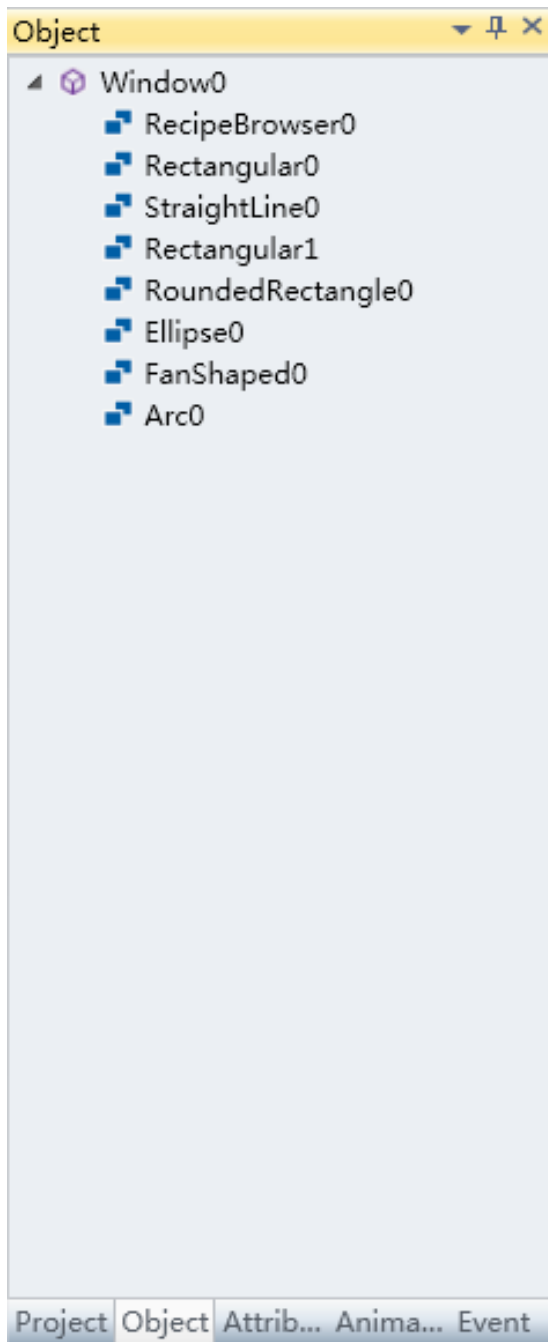 Object
Window0
RecipeBrowser0
Rectangular0
StraightLine0
Rectangular1
RoundedRectangle0
Ellipse0
FanShaped0
Arc0
Project Object Attrib... Anima... Event